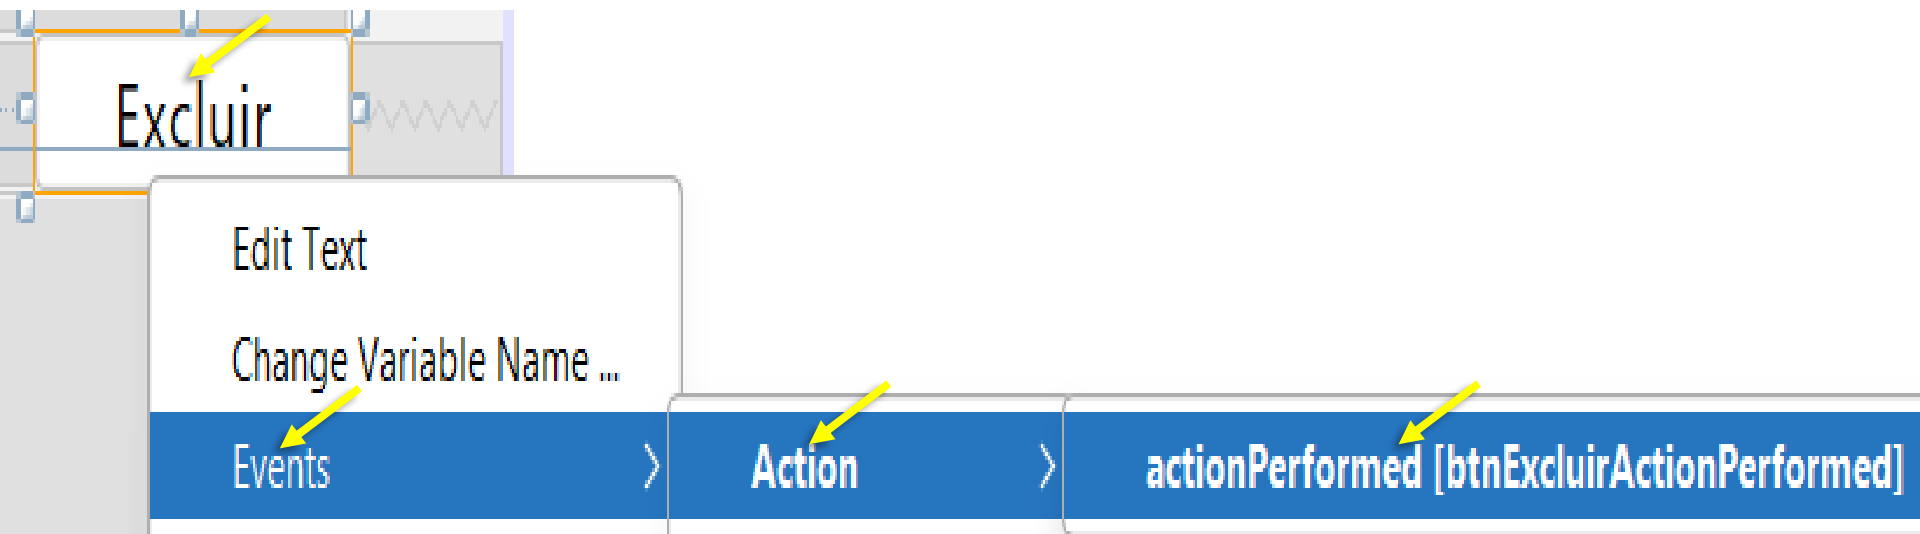 Excluir
Edit Text
Change Variable Name ...
Events
Action
actionPerformed [btnExcluirActionPerformed]